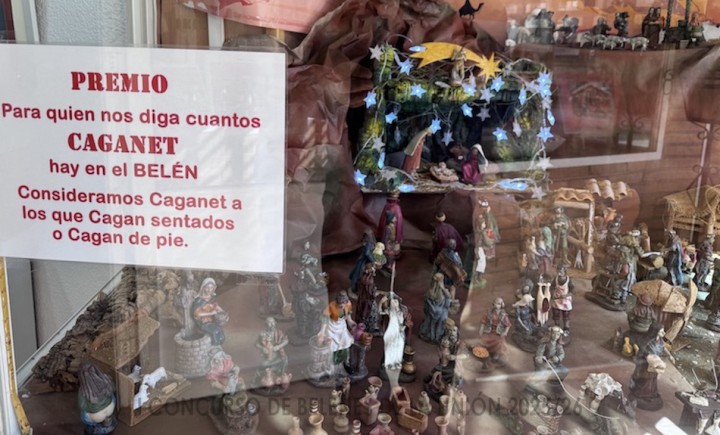 PREMIO
Para quien nos diga cuantos
CAGANET
hay en el BELÉN
Consideramos Caganet a
los que Cagan sentados
o Cagan de pie.
CONCURSO DE BELENES